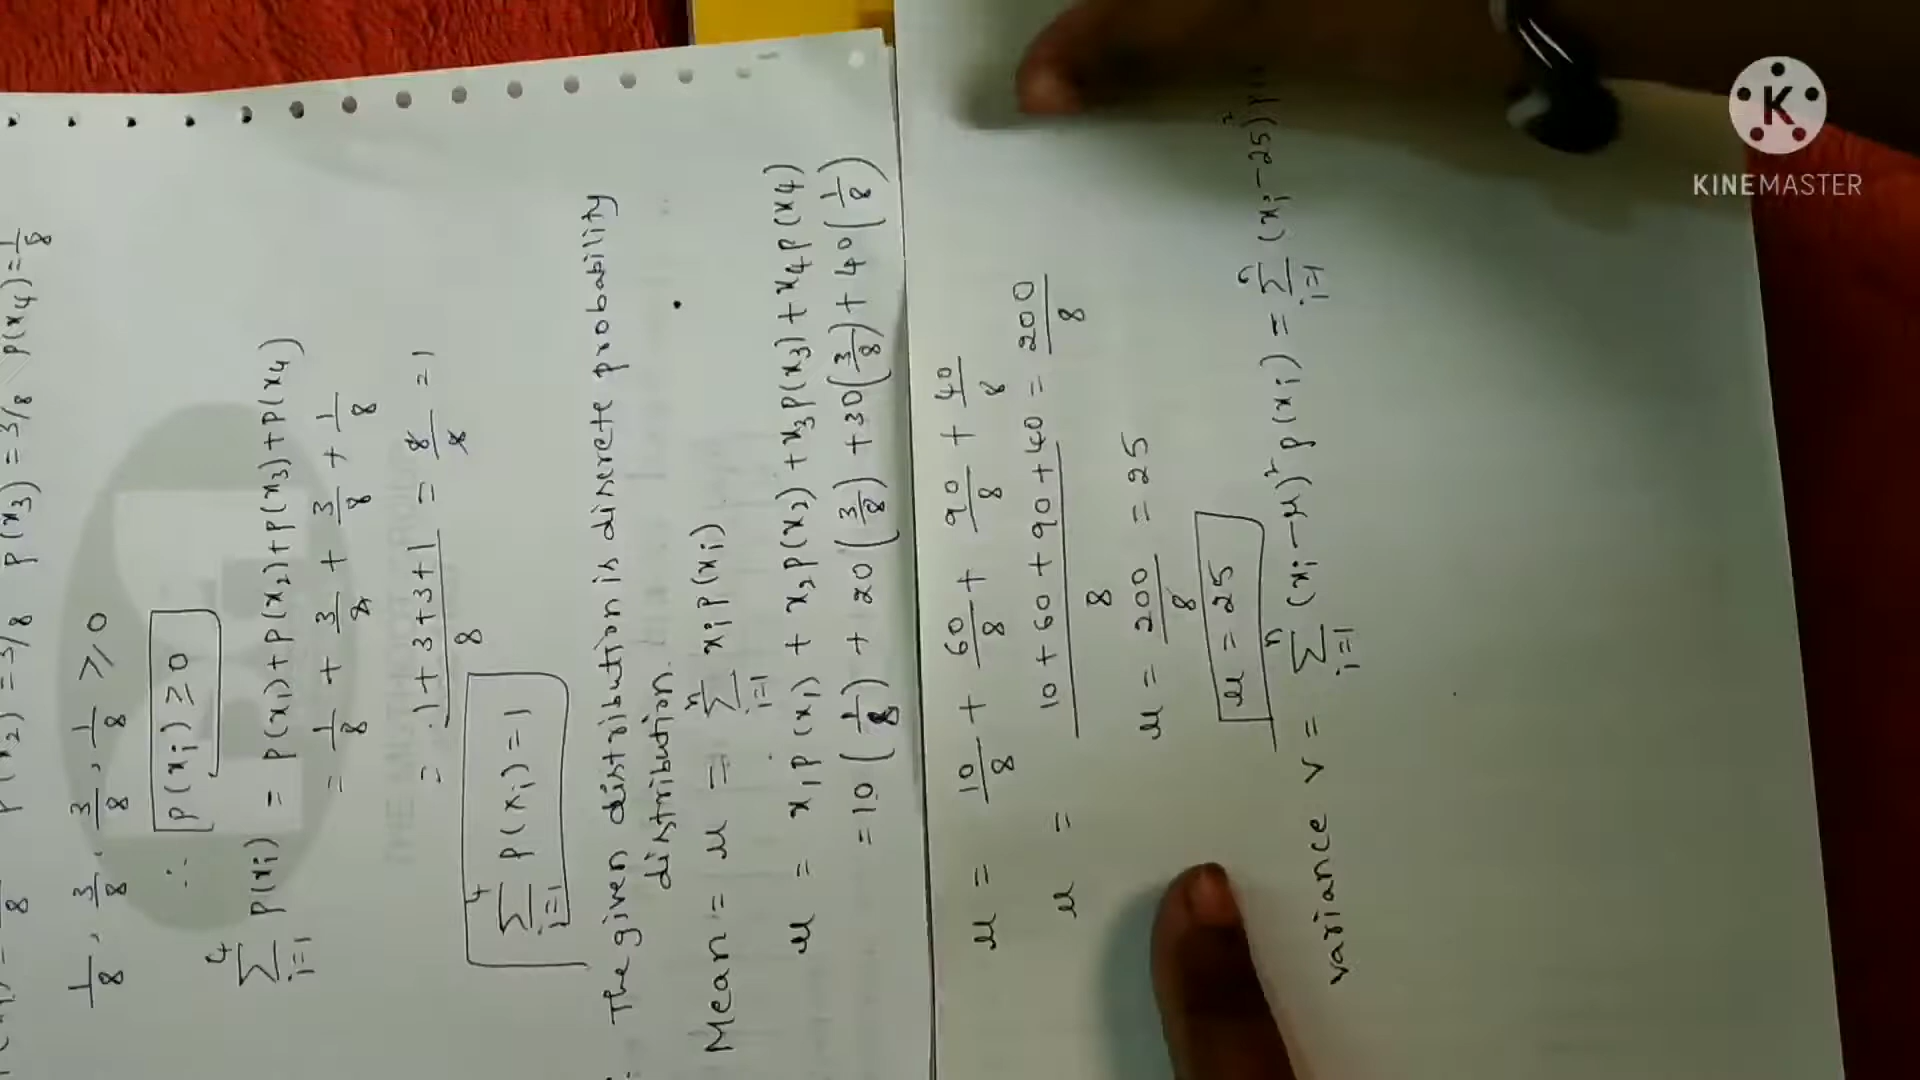 P(x₂) = 3/8 P(x₃) = 3/8 P(x₄) = 1/8
1/8, 3/8, 3/8, 1/8 ≥ 0
∴ P(xᵢ) ≥ 0
4 Σ i=1 P(xᵢ) = P(x₁) + P(x₂) + P(x₃) + P(x₄)
= 1/8 + 3/8 + 3/8 + 1/8
= 1+3+3+1 / 8 = 8/8 = 1
4 Σ i=1 P(xᵢ) = 1
The given distribution is discrete probability
distribution.
Mean = μ = n Σ i=1 xᵢ P(xᵢ)
μ = x₁P(x₁) + x₂P(x₂) + x₃P(x₃) + x₄P(x₄)
= 10(1/8) + 20(3/8) + 30(3/8) + 40(1/8)
μ = 10/8 + 60/8 + 90/8 + 40/8
μ = 10+60+90+40 / 8 = 200/8
μ = 200/8 = 25
μ = 25
variance v = n Σ i=1 (xᵢ-μ)² P(xᵢ) = n Σ i=1 (xᵢ-25)²
KINEMASTER